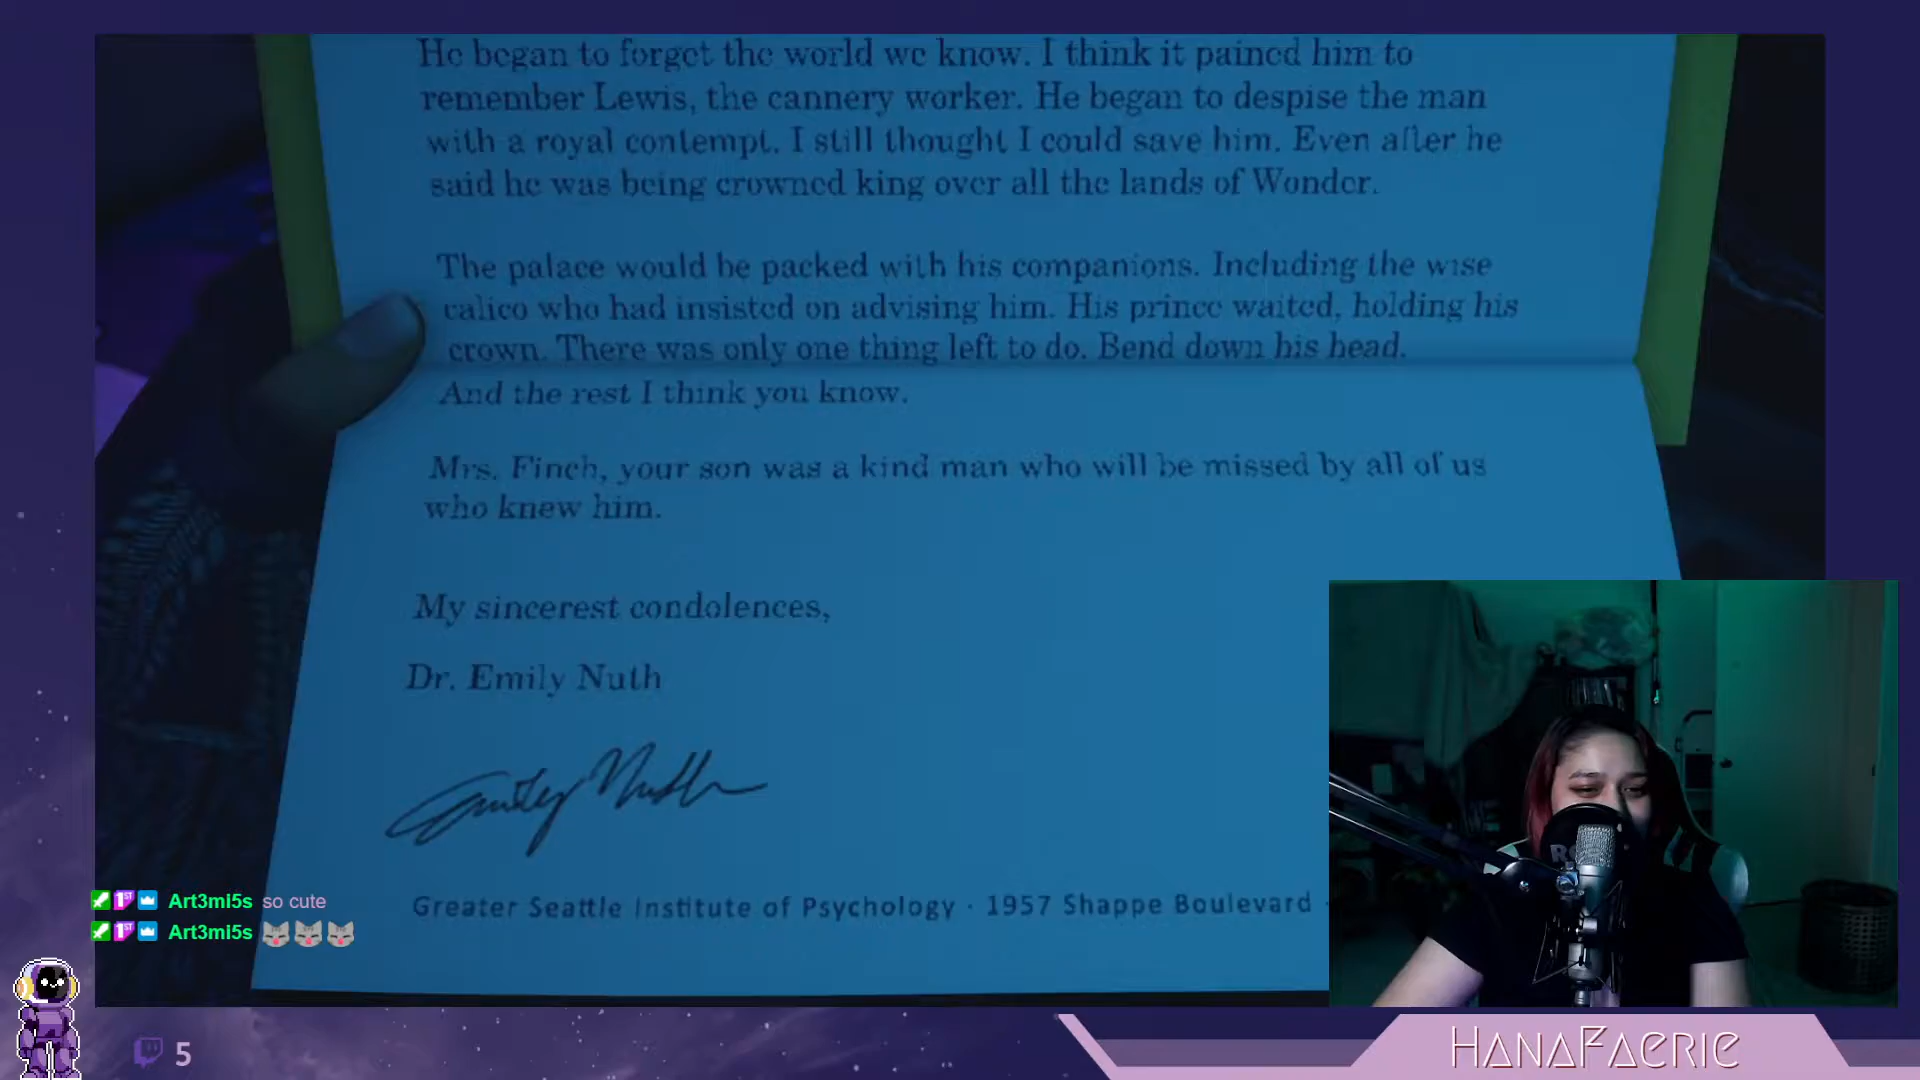 He began to forget the world we know. I think it pained him to
remember Lewis, the cannery worker. He began to despise the man
with a royal contempt. I still thought I could save him. Even after he
said he was being crowned king over all the lands of Wonder.
The palace would be packed with his companions. Including the wise
calico who had insisted on advising him. His prince waited, holding his
crown. There was only one thing left to do. Bend down his head.
And the rest I think you know.
Mrs. Finch, your son was a kind man who will be missed by all of us
who knew him.
My sincerest condolences,
Dr. Emily Nuth
Emily Nuth
Greater Seattle Institute of Psychology · 1957 Shappe Boulevard ·
1ST Art3mi5s so cute
1ST Art3mi5s
5
HANAFAERIE